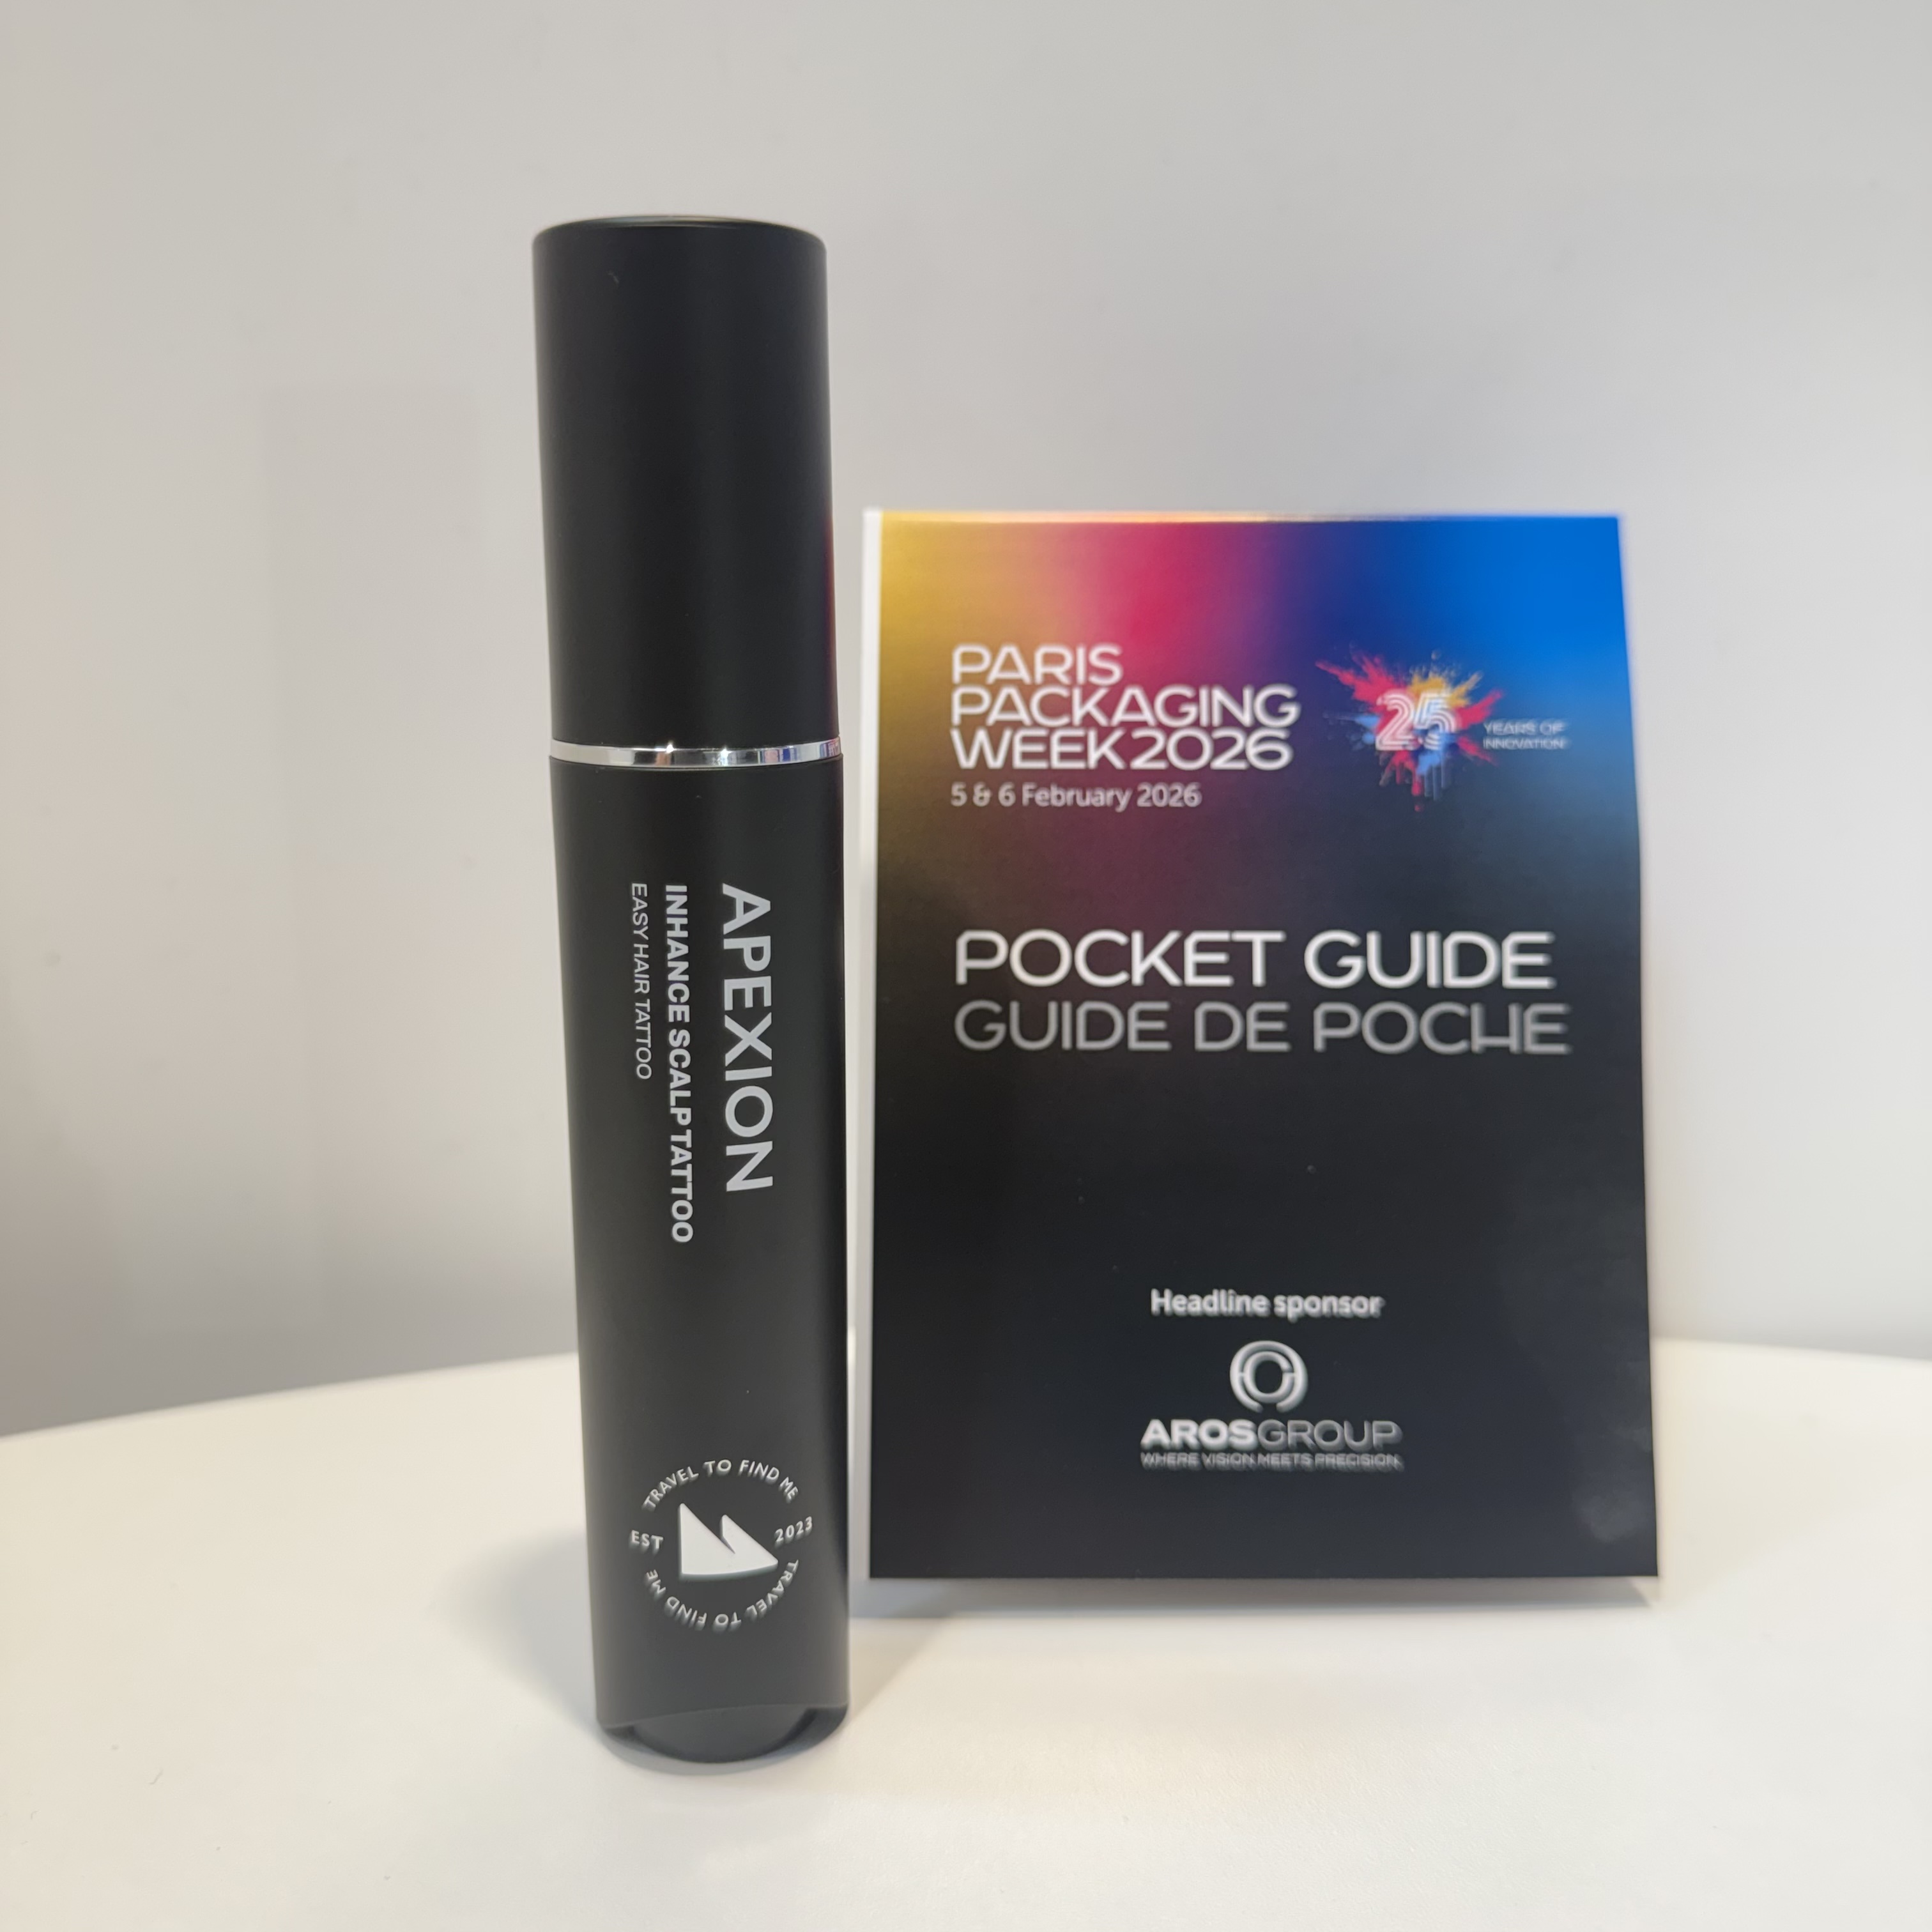 APEXION
INHANCE SCALP TATTOO
EASY HAIR TATTOO
TRAVEL TO FIND ME
EST
2023
TRAVEL TO FIND ME
PARIS
PACKAGING
WEEK 2026
5 & 6 February 2026
25
YEARS OF
INNOVATION
POCKET GUIDE
GUIDE DE POCHE
Headline sponsor
AROSGROUP
WHERE VISION MEETS PRECISION